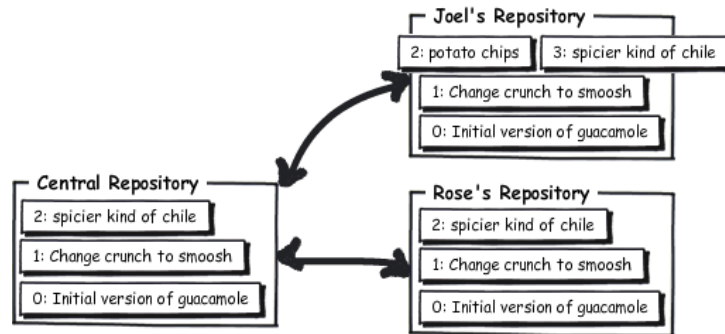 Joel's Repository
2: potato chips
3: spicier kind of chile
1: Change crunch to smoosh
0: Initial version of guacamole
Central Repository
2: spicier kind of chile
1: Change crunch to smoosh
0: Initial version of guacamole
Rose's Repository
2: spicier kind of chile
1: Change crunch to smoosh
0: Initial version of guacamole